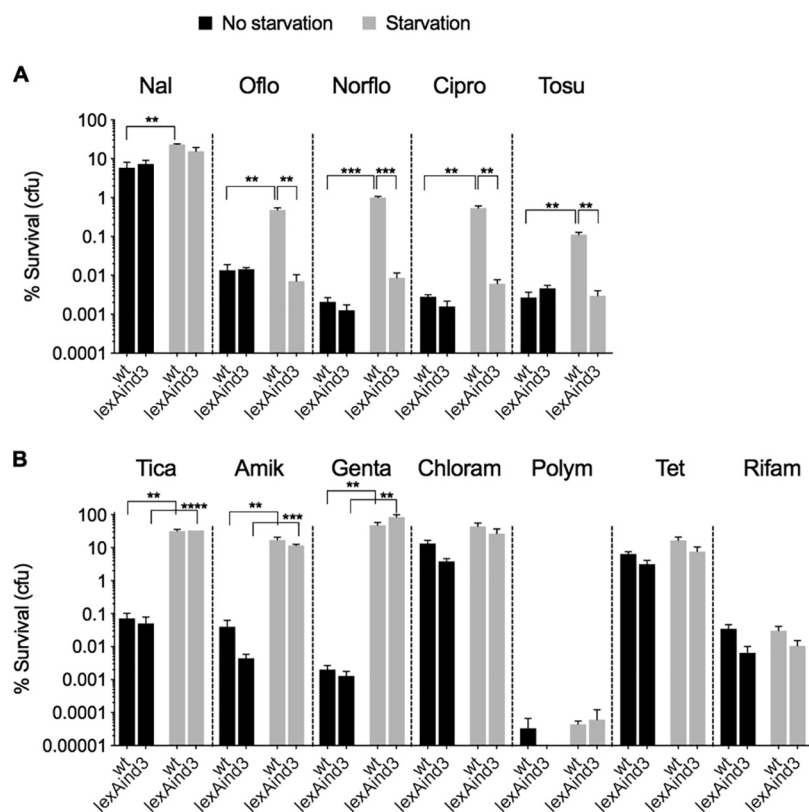 No starvation Starvation
A
Nal Oflo Norflo Cipro Tosu
** ** ** *** *** ** ** ** **
% Survival (cfu)
100
10
1
0.1
0.01
0.001
0.0001
wt lexAind3 wt lexAind3 wt lexAind3 wt lexAind3 wt lexAind3 wt lexAind3 wt lexAind3 wt lexAind3 wt lexAind3 wt lexAind3
B
Tica Amik Genta Chloram Polym Tet Rifam
** **** ** *** ** **
% Survival (cfu)
100
10
1
0.1
0.01
0.001
0.0001
0.00001
wt lexAind3 wt lexAind3 wt lexAind3 wt lexAind3 wt lexAind3 wt lexAind3 wt lexAind3 wt lexAind3 wt lexAind3 wt lexAind3 wt lexAind3 wt lexAind3 wt lexAind3 wt lexAind3